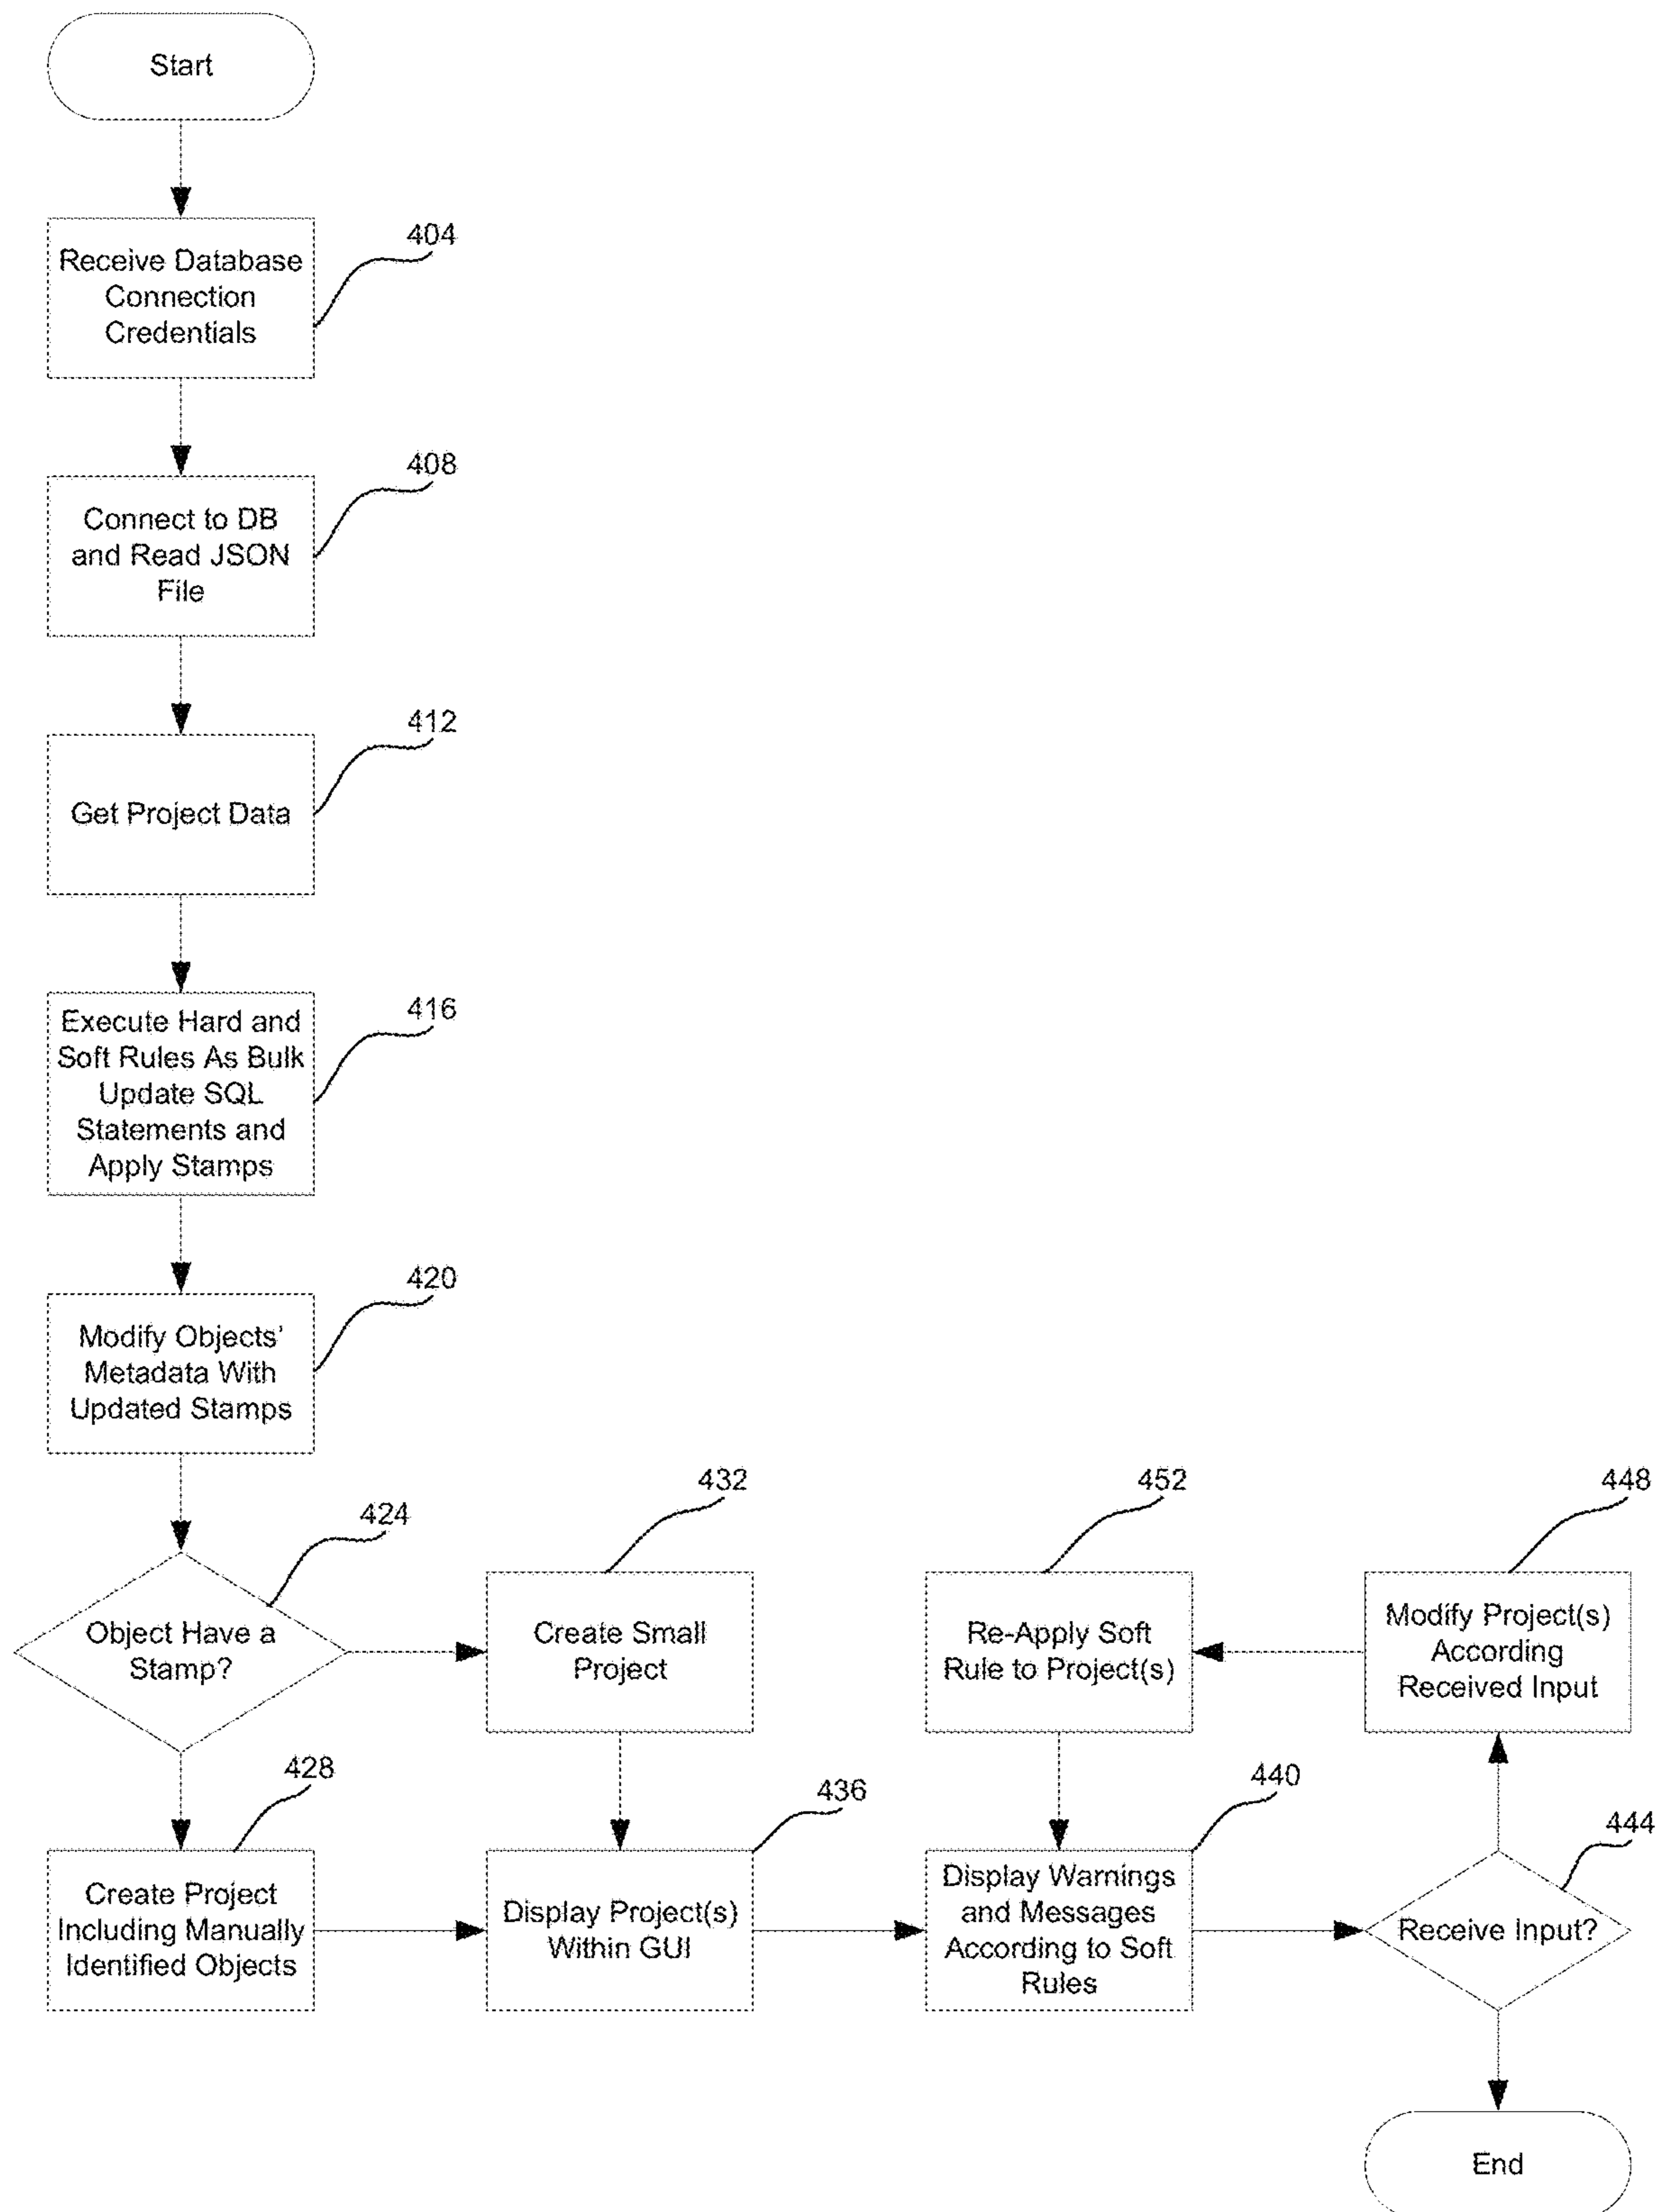 Start
404
Receive Database
Connection
Credentials
408
Connect to DB
and Read JSON
File
412
Get Project Data
416
Execute Hard and
Soft Rules As Bulk
Update SQL
Statements and
Apply Stamps
420
Modify Objects'
Metadata With
Updated Stamps
424
Object Have a
Stamp?
432
Create Small
Project
452
Re-Apply Soft
Rule to Project(s)
448
Modify Project(s)
According
Received Input
428
Create Project
Including Manually
Identified Objects
436
Display Project(s)
Within GUI
440
Display Warnings
and Messages
According to Soft
Rules
444
Receive Input?
End